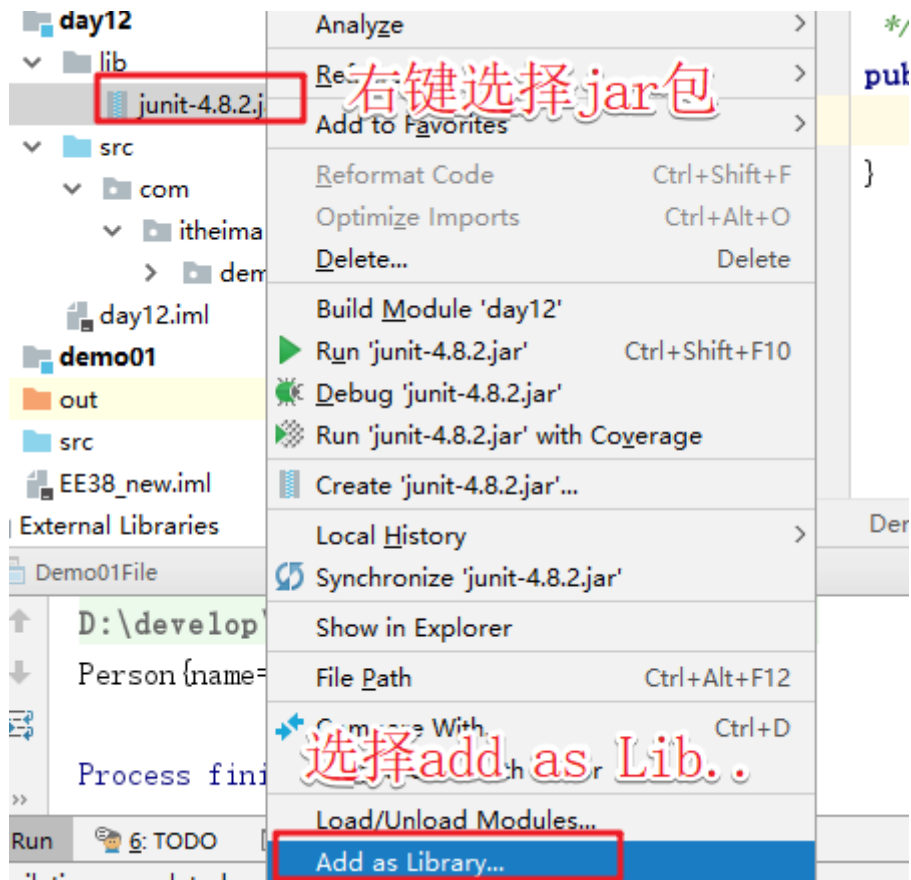 day12
lib
junit-4.8.2.j
src
com
itheima
dem
day12.iml
demo01
out
src
EE38_new.iml
External Libraries
Analyze
右键选择jar包
Add to Favorites
Reformat Code Ctrl+Shift+F
Optimize Imports Ctrl+Alt+O
Delete... Delete
Build Module 'day12'
Run 'junit-4.8.2.jar' Ctrl+Shift+F10
Debug 'junit-4.8.2.jar'
Run 'junit-4.8.2.jar' with Coverage
Create 'junit-4.8.2.jar'...
Local History
Synchronize 'junit-4.8.2.jar'
Show in Explorer
File Path Ctrl+Alt+F12
Compare With... Ctrl+D
选择add as Lib..
Load/Unload Modules...
Add as Library...
*/
pub
}
Der
Demo01File
D:\develop\
Person{name=
Process fini
Run
6: TODO